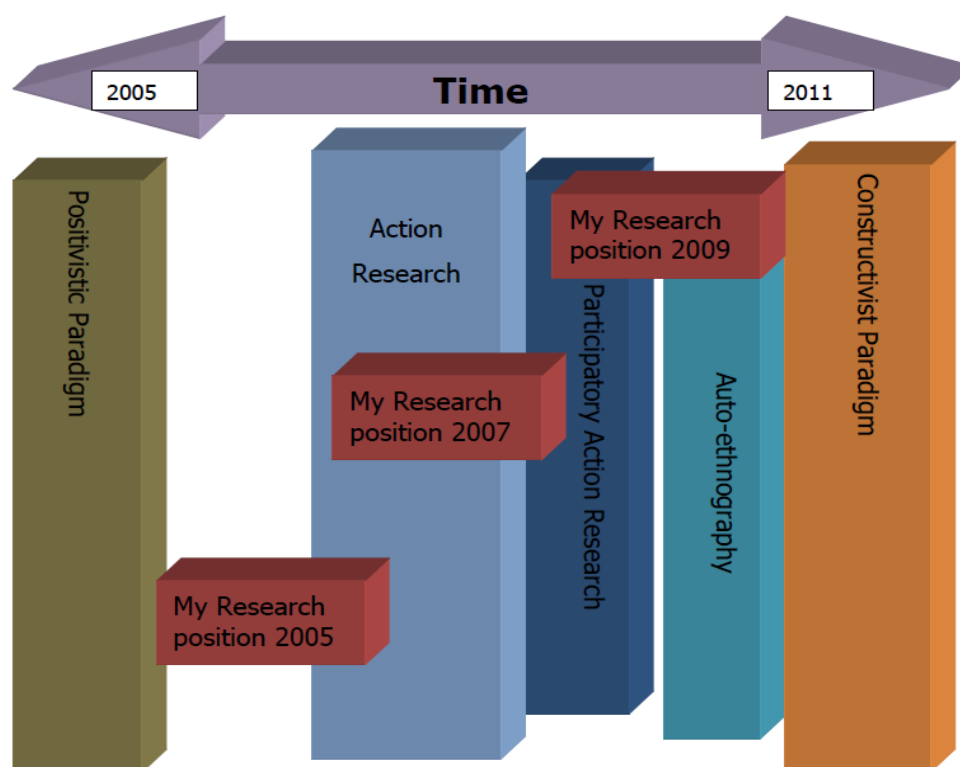 2005
Time
2011
Positivistic Paradigm
Action
Research
Participatory Action Research
My Research
position 2009
Auto-ethnography
Constructivist Paradigm
My Research
position 2007
My Research
position 2005